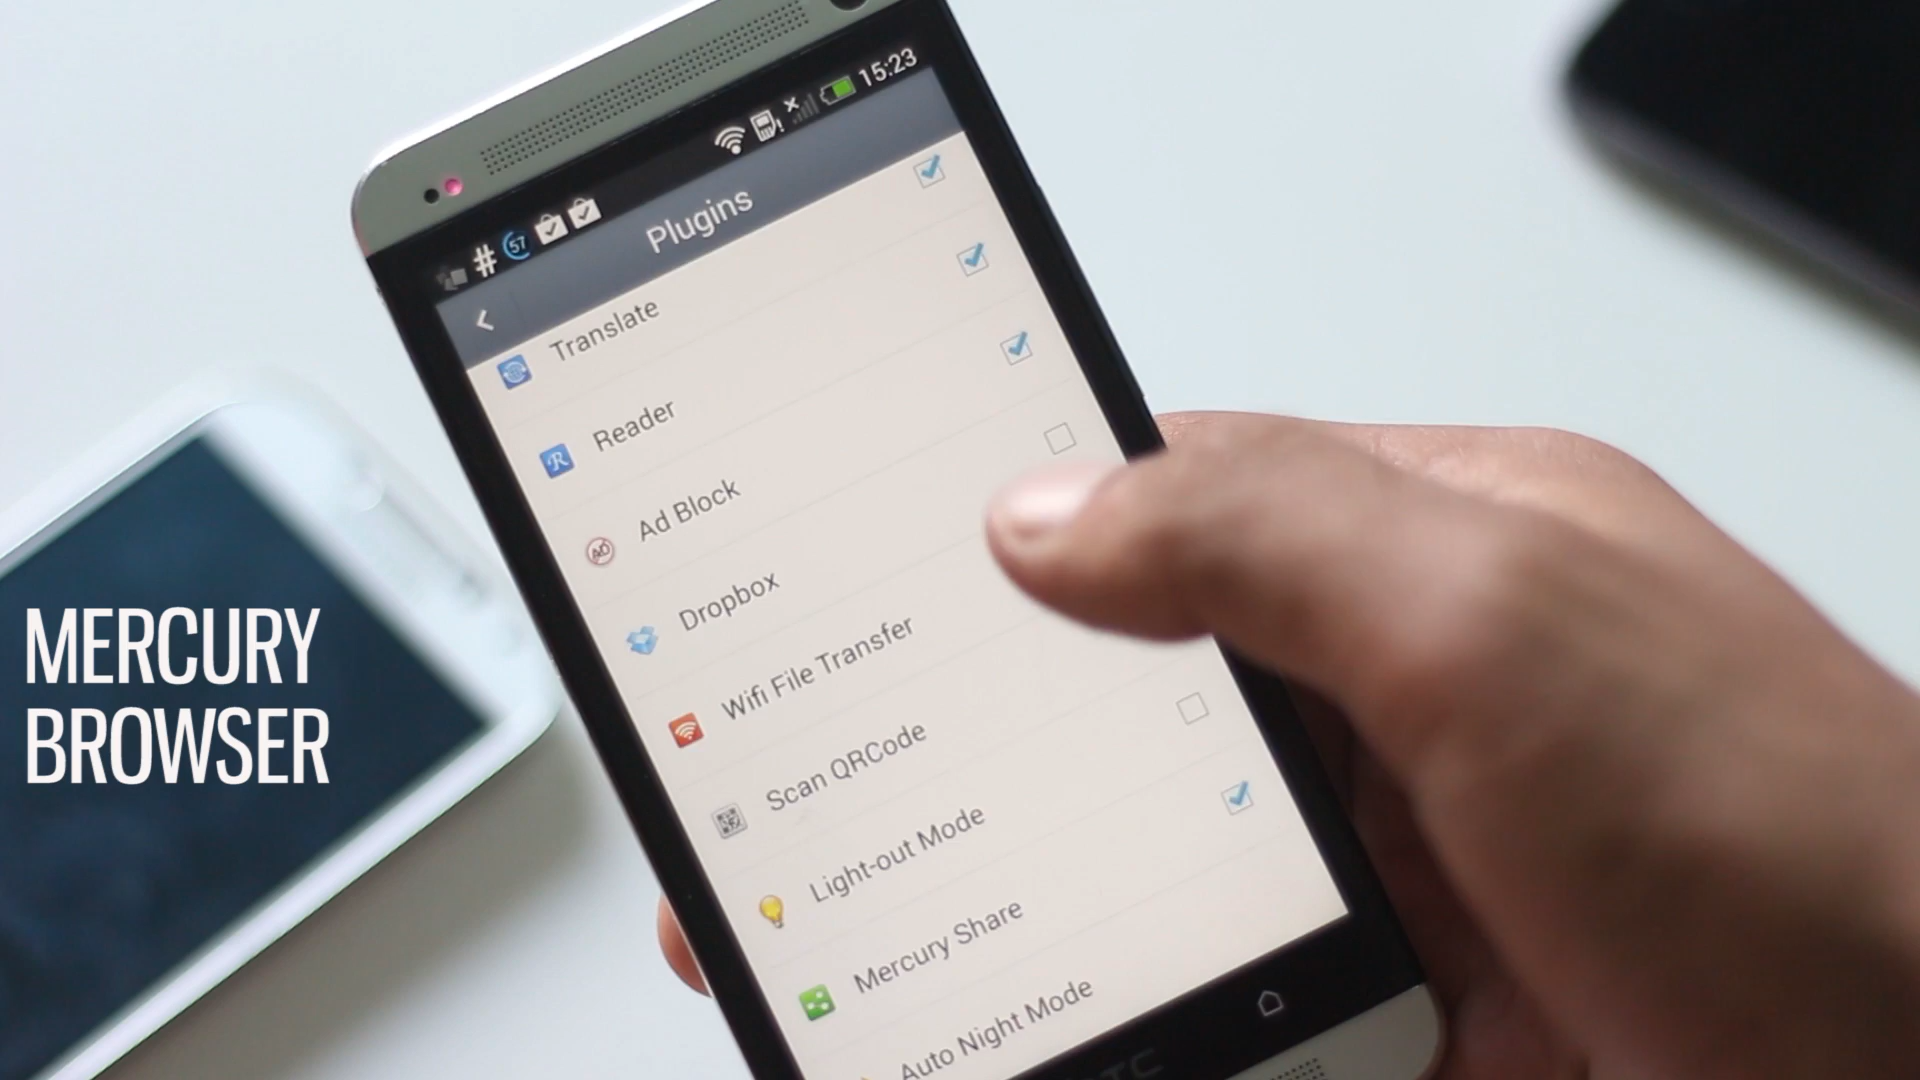 15:23
# 57
Plugins
Translate
Reader
Ad Block
Dropbox
Wifi File Transfer
Scan QRCode
Light-out Mode
Mercury Share
Auto Night Mode
MERCURY
BROWSER